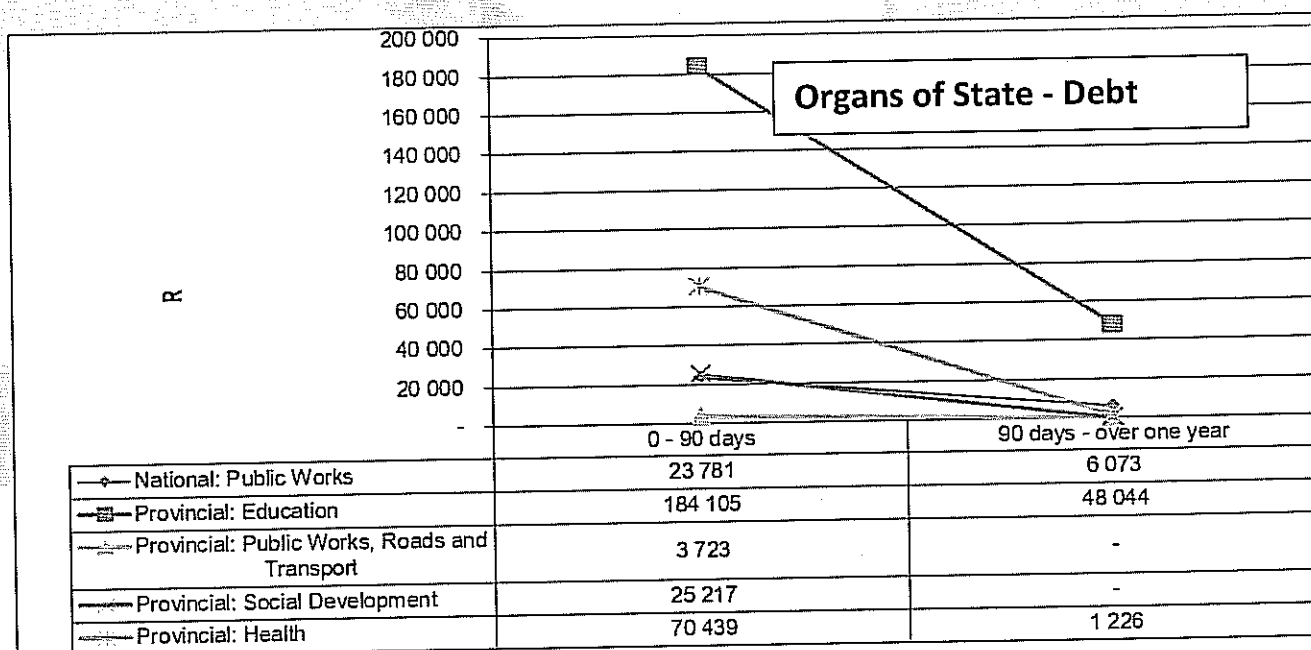 200 000
180 000
Organs of State - Debt
160 000
140 000
120 000
100 000
80 000
R
60 000
40 000
20 000
-
0 - 90 days 90 days - over one year
National: Public Works 23 781 6 073
Provincial: Education 184 105 48 044
Provincial: Public Works, Roads and
Transport 3 723 -
Provincial: Social Development 25 217 -
Provincial: Health 70 439 1 226